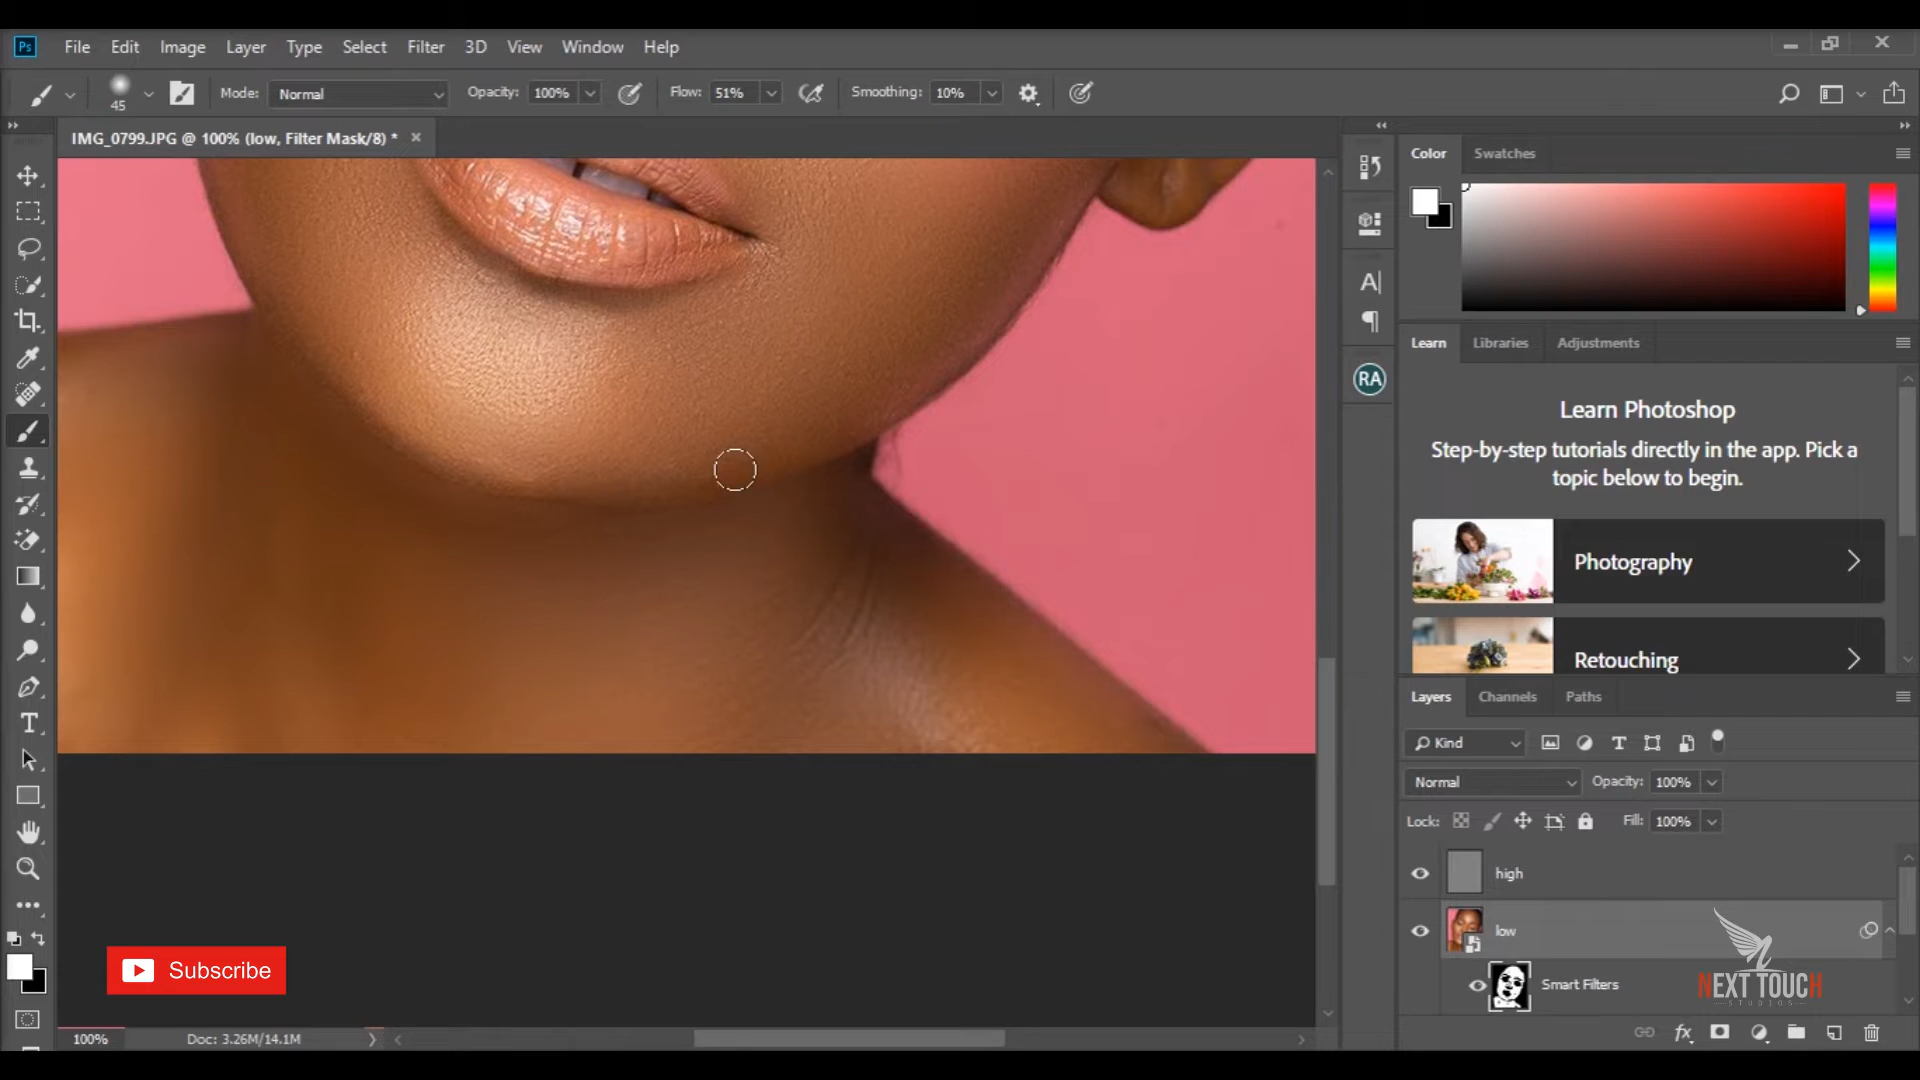 Ps File Edit Image Layer Type Select Filter 3D View Window Help
45 Mode: Normal Opacity: 100% Flow: 51% Smoothing: 10%
IMG_0799.JPG @ 100% (low, Filter Mask/8) * ×
Color Swatches
A|
RA
Learn Libraries Adjustments
Learn Photoshop
Step-by-step tutorials directly in the app. Pick a
topic below to begin.
Photography
Retouching
Layers Channels Paths
Kind
Normal Opacity: 100%
Lock: Fill: 100%
high
low
Smart Filters
NEXT TOUCH
STUDIOS
Subscribe
100% Doc: 3.26M/14.1M
fx